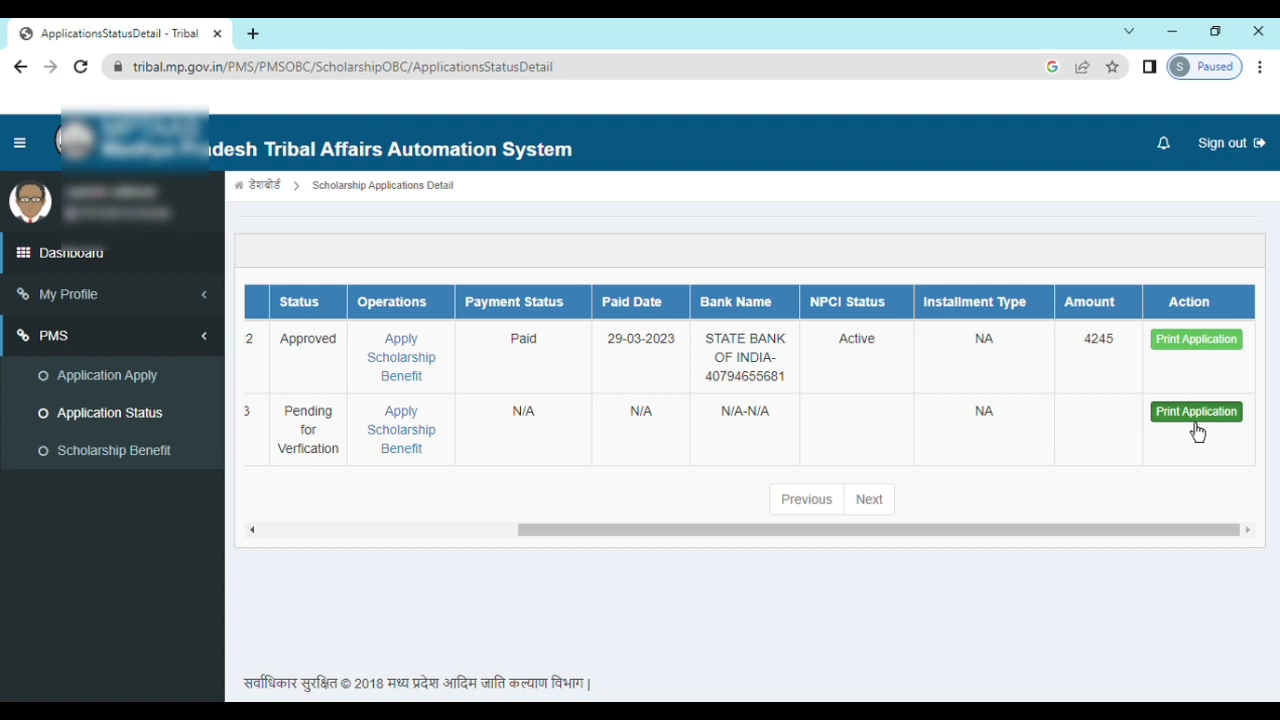 ApplicationsStatusDetail - Tribal
tribal.mp.gov.in/PMS/PMSOBC/ScholarshipOBC/ApplicationsStatusDetail
S Paused
desh Tribal Affairs Automation System
Sign out
डेशबोर्ड > Scholarship Applications Detail
Dashboard
My Profile
PMS
Application Apply
Application Status
Scholarship Benefit
Status Operations Payment Status Paid Date Bank Name NPCI Status Installment Type Amount Action
2 Approved Apply Paid 29-03-2023 STATE BANK Active NA 4245 Print Application
Scholarship OF INDIA-
Benefit 40794655681
3 Pending Apply N/A N/A N/A-N/A NA Print Application
for Scholarship
Verfication Benefit
Previous Next
सर्वाधिकार सुरक्षित © 2018 मध्य प्रदेश आदिम जाति कल्याण विभाग |